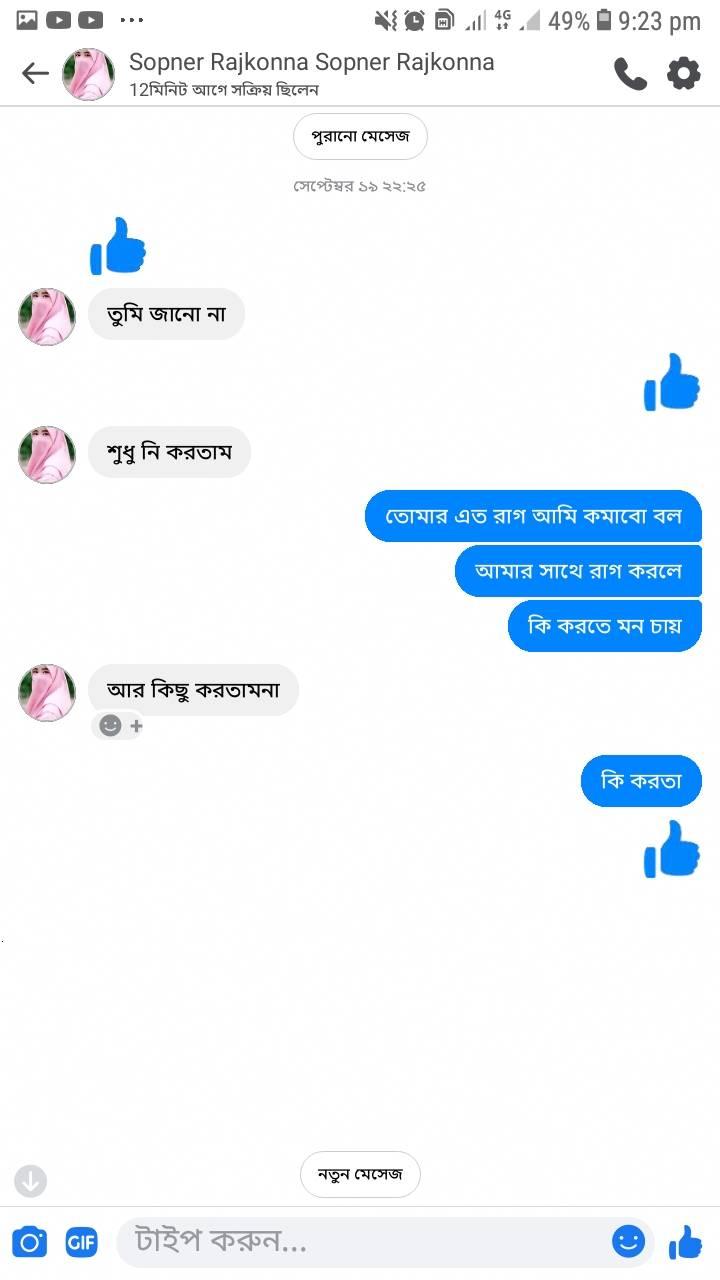 4G 49% 9:23 pm
Sopner Rajkonna Sopner Rajkonna
12মিনিট আগে সক্রিয় ছিলেন
পুরানো মেসেজ
সেপ্টেম্বর ১৯ ২২:২৫
তুমি জানো না
শুধু নি করতাম
তোমার এত রাগ আমি কমাবো বল
আমার সাথে রাগ করলে
কি করতে মন চায়
আর কিছু করতামনা
কি করতা
নতুন মেসেজ
GIF টাইপ করুন...